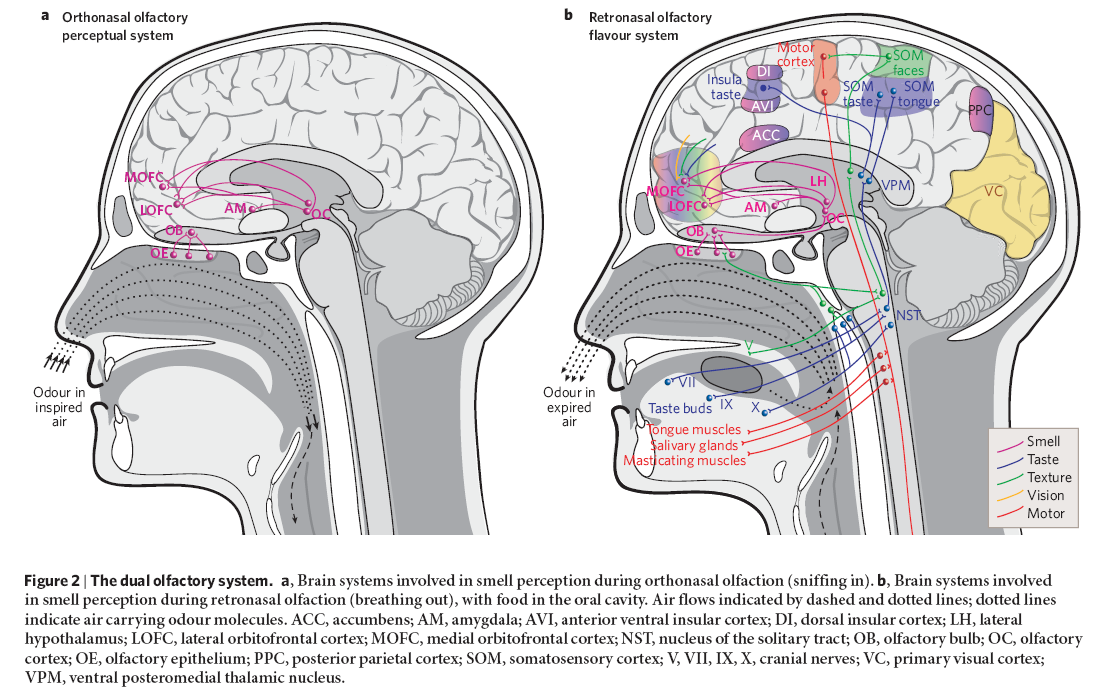 a Orthonasal olfactory
perceptual system
MOFC
LOFC
AM
OC
OB
OE
Odour in
inspired
air
b Retronasal olfactory
flavour system
Motor
cortex
SOM
faces
DI
Insula
taste
AVI
SOM
taste
SOM
tongue
PPC
ACC
MOFC
LOFC
AM
LH
OC
VPM
VC
OB
OE
NST
V
VII
Taste buds
IX
X
Odour in
expired
air
Tongue muscles
Salivary glands
Masticating muscles
Smell
Taste
Texture
Vision
Motor
Figure 2 | The dual olfactory system. a, Brain systems involved in smell perception during orthonasal olfaction (sniffing in). b, Brain systems involved
in smell perception during retronasal olfaction (breathing out), with food in the oral cavity. Air flows indicated by dashed and dotted lines; dotted lines
indicate air carrying odour molecules. ACC, accumbens; AM, amygdala; AVI, anterior ventral insular cortex; DI, dorsal insular cortex; LH, lateral
hypothalamus; LOFC, lateral orbitofrontal cortex; MOFC, medial orbitofrontal cortex; NST, nucleus of the solitary tract; OB, olfactory bulb; OC, olfactory
cortex; OE, olfactory epithelium; PPC, posterior parietal cortex; SOM, somatosensory cortex; V, VII, IX, X, cranial nerves; VC, primary visual cortex;
VPM, ventral posteromedial thalamic nucleus.